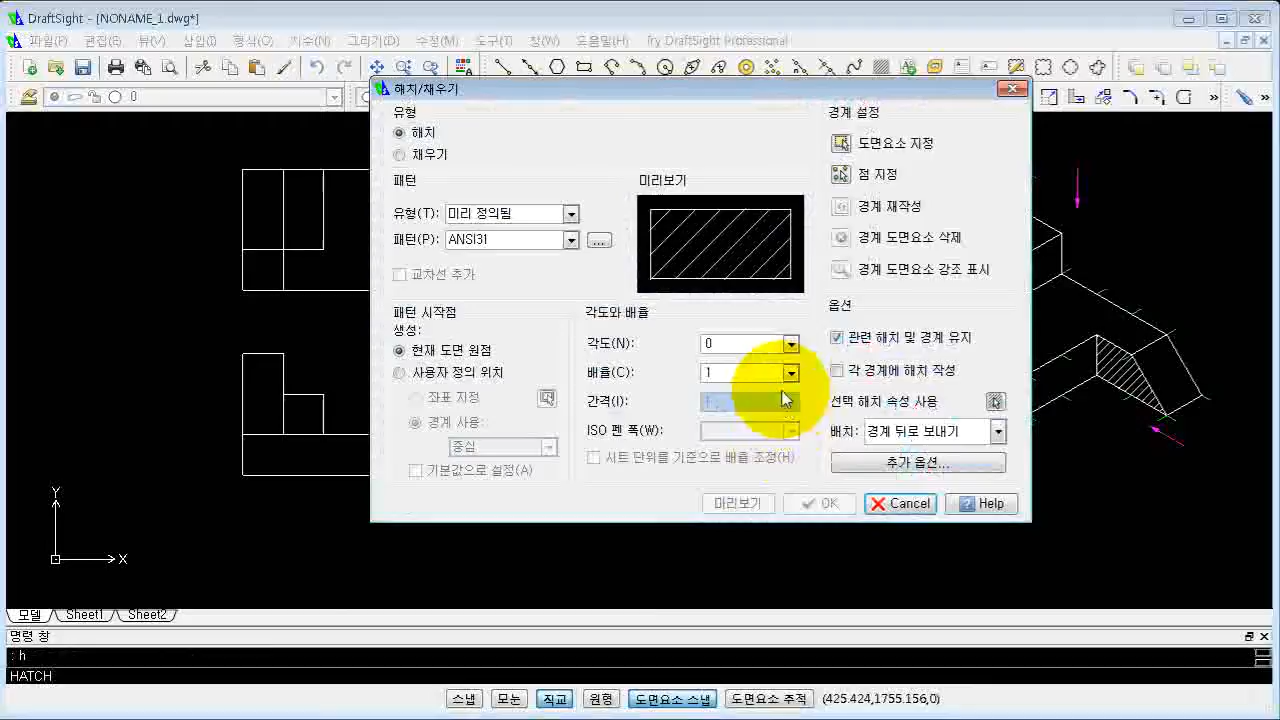 DraftSight - [NONAME_1.dwg*]
파일(F) 편집(E) 뷰(V) 삽입(I) 형식(O) 치수(N) 그리기(D) 수정(M) 도구(T) 창(W) 도움말(H) Try DraftSight Professional
0
해치/채우기
유형
해치
채우기
패턴
유형(T): 미리 정의됨
패턴(P): ANSI31
...
교차선 추가
미리보기
패턴 시작점
생성:
현재 도면 원점
사용자 정의 위치
좌표 지정
경계 사용:
중심
기본값으로 설정(A)
각도와 배율
각도(N): 0
배율(C): 1
간격(I): 1
ISO 펜 폭(W):
시트 단위를 기준으로 배율 조정(H)
경계 설정
도면요소 지정
점 지정
경계 재작성
경계 도면요소 삭제
경계 도면요소 강조 표시
옵션
관련 해치 및 경계 유지
각 경계에 해치 작성
선택 해치 속성 사용
배치: 경계 뒤로 보내기
추가 옵션...
미리보기 OK Cancel Help
Y
X
모델 Sheet1 Sheet2
명령 창
: h
HATCH
스냅 모눈 직교 원형 도면요소 스냅 도면요소 추적 (425.424,1755.156,0)